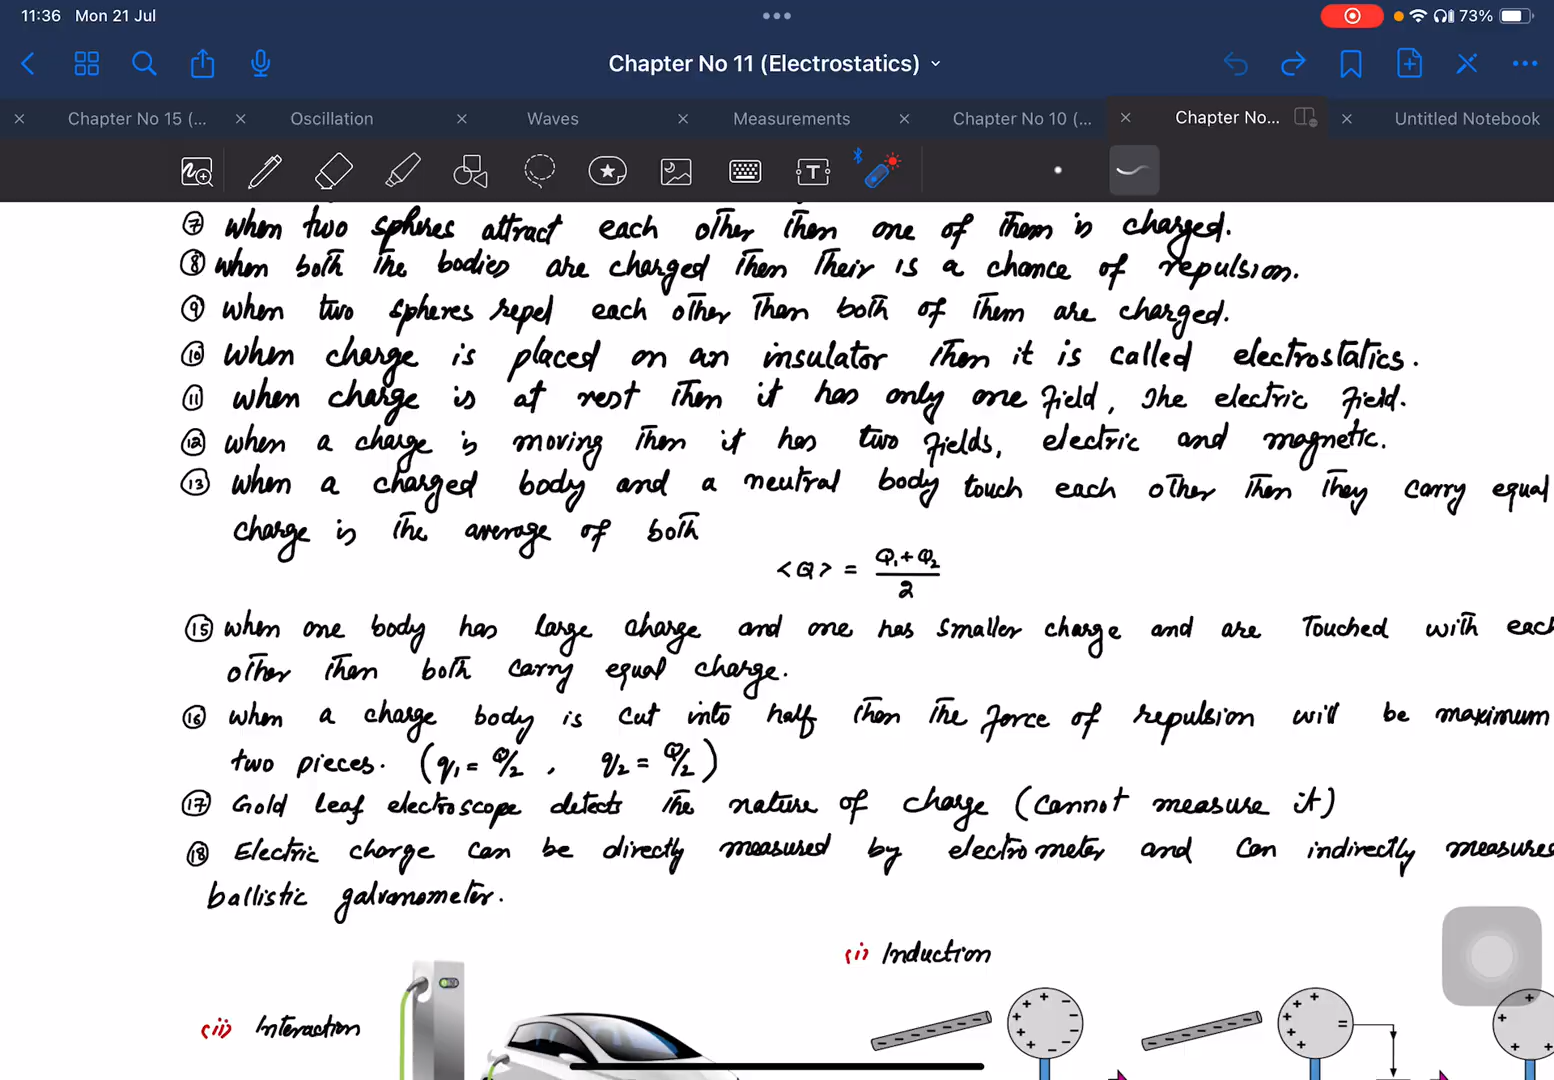 11:36 Mon 21 Jul
73%
Chapter No 11 (Electrostatics)
Chapter No 15 (...
Oscillation
Waves
Measurements
Chapter No 10 (...
Chapter No...
Untitled Notebook
T
⑦ when two spheres attract each other then one of them is charged.
⑧ when both the bodies are charged then their is a chance of repulsion.
⑨ when two spheres repel each other then both of them are charged.
⑩ when charge is placed on an insulator then it is called electrostatics.
⑪ when charge is at rest then it has only one field, the electric field.
⑫ when a charge is moving then it has two fields, electric and magnetic.
⑬ when a charged body and a neutral body touch each other then they carry equal
charge is the average of both
<Q> = Q₁+Q₂/2
⑮ when one body has large charge and one has smaller charge and are touched with each
other then both carry equal charge.
⑯ when a charge body is cut into half then the force of repulsion will be maximum
two pieces. (q₁ = Q/2 , q₂ = Q/2)
⑰ Gold leaf electroscope detects the nature of charge (cannot measure it)
⑱ Electric charge can be directly measured by electrometer and can indirectly measures
ballistic galvanometer.
(i) Induction
(ii) Interaction